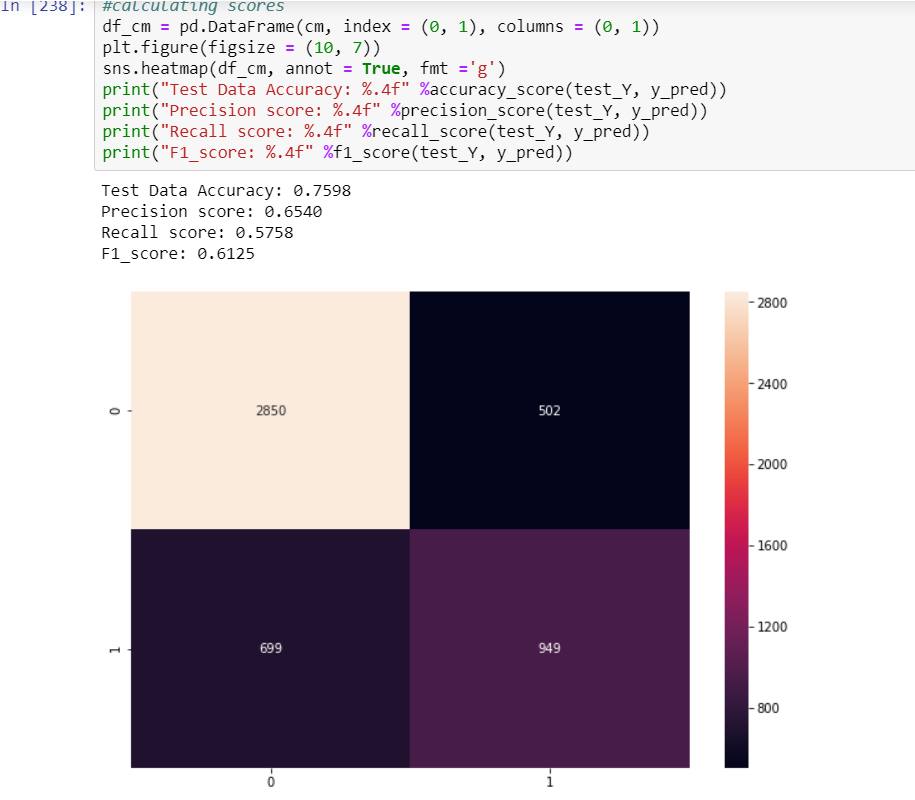 In [238]: #calculating scores
df_cm = pd.DataFrame(cm, index = (0, 1), columns = (0, 1))
plt.figure(figsize = (10, 7))
sns.heatmap(df_cm, annot = True, fmt ='g')
print("Test Data Accuracy: %.4f" %accuracy_score(test_Y, y_pred))
print("Precision score: %.4f" %precision_score(test_Y, y_pred))
print("Recall score: %.4f" %recall_score(test_Y, y_pred))
print("F1_score: %.4f" %f1_score(test_Y, y_pred))
Test Data Accuracy: 0.7598
Precision score: 0.6540
Recall score: 0.5758
F1_score: 0.6125
2800
2400
0
2850
502
2000
1600
1200
1
699
949
800
0
1